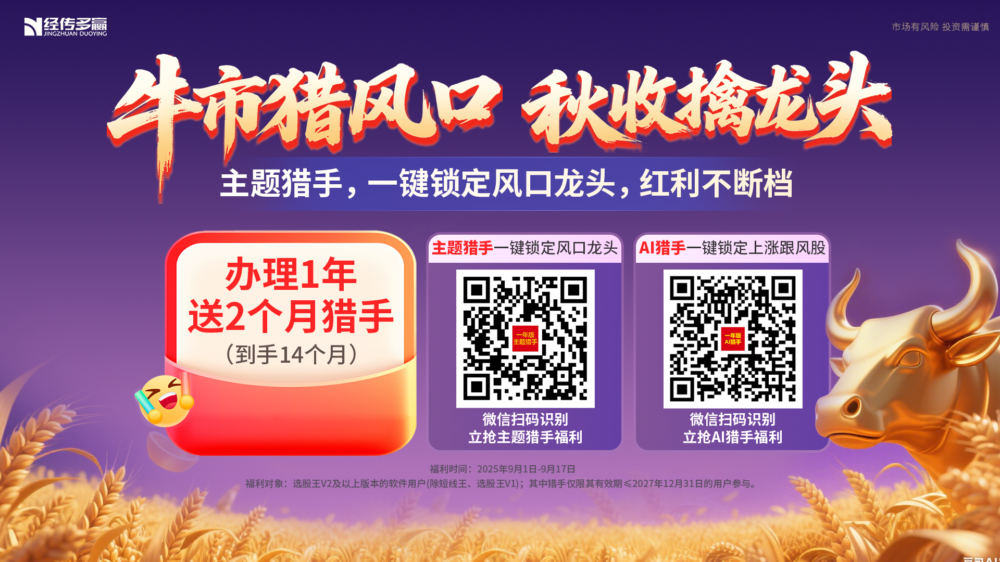 经传多赢
JINGZHUAN DUOYING
市场有风险 投资需谨慎
牛市猎风口 秋收擒龙头
主题猎手，一键锁定风口龙头，红利不断档
办理1年
送2个月猎手
（到手14个月）
主题猎手一键锁定风口龙头
一年版
主题猎手
微信扫码识别
立抢主题猎手福利
AI猎手一键锁定上涨跟风股
一年版
AI猎手
微信扫码识别
立抢AI猎手福利
福利时间：2025年9月1日-9月17日
福利对象：选股王V2及以上版本的软件用户(除短线王、选股王V1)；其中猎手仅限其有效期≤2027年12月31日的用户参与。